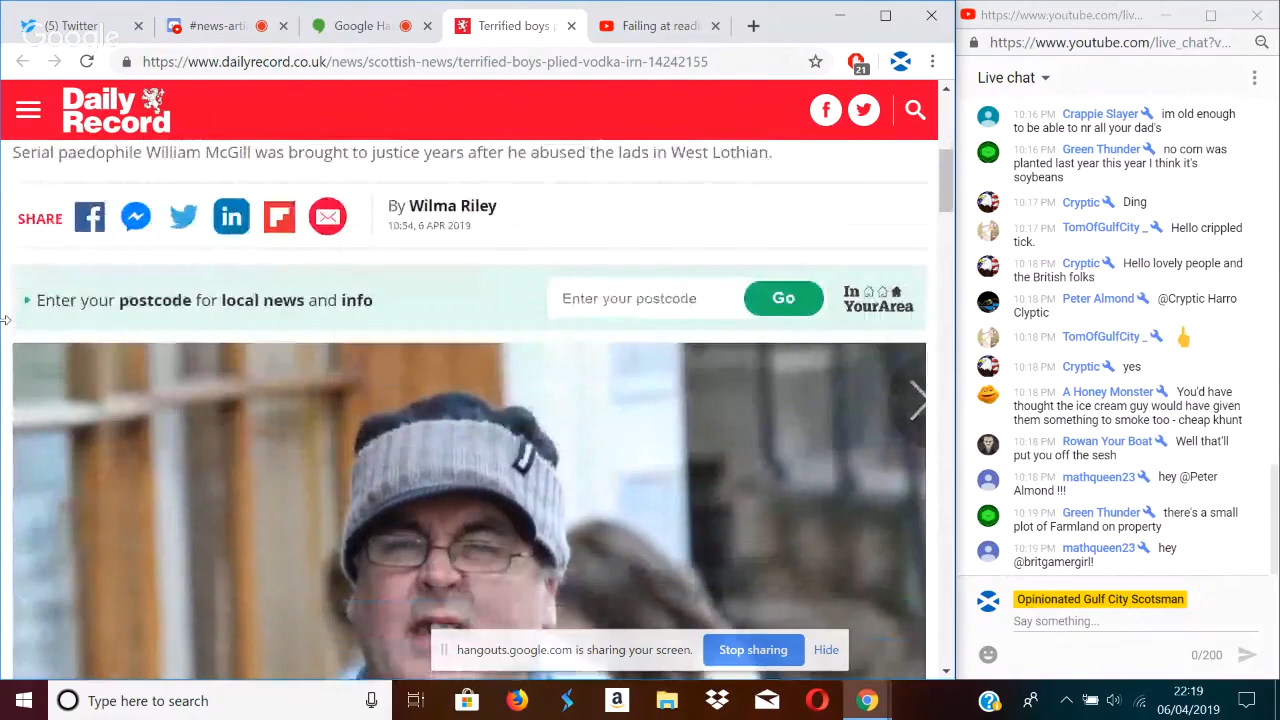 (5) Twitter
#news-arti
Google Ha
Terrified boys
Failing at readi
https://www.youtube.com/liv...
Google
https://www.dailyrecord.co.uk/news/scottish-news/terrified-boys-plied-vodka-irn-14242155
21
https://www.youtube.com/live_chat?v...
Daily
Record
Serial paedophile William McGill was brought to justice years after he abused the lads in West Lothian.
SHARE
By Wilma Riley
10:54, 6 APR 2019
Enter your postcode for local news and info
Enter your postcode
Go
In
YourArea
hangouts.google.com is sharing your screen.
Stop sharing
Hide
Live chat
10:16 PM Crappie Slayer im old enough
to be able to nr all your dad's
10:16 PM Green Thunder no corn was
planted last year this year I think it's
soybeans
10:17 PM Cryptic Ding
10:17 PM TomOfGulfCity _ Hello crippled
tick.
10:18 PM Cryptic Hello lovely people and
the British folks
10:18 PM Peter Almond @Cryptic Harro
Clyptic
10:18 PM TomOfGulfCity _
10:18 PM Cryptic yes
10:18 PM A Honey Monster You'd have
thought the ice cream guy would have given
them something to smoke too - cheap khunt
10:18 PM Rowan Your Boat Well that'll
put you off the sesh
10:18 PM mathqueen23 hey @Peter
Almond !!!
10:19 PM Green Thunder there's a small
plot of Farmland on property
10:19 PM mathqueen23 hey
@britgamergirl!
Opinionated Gulf City Scotsman
Say something...
0/200
Type here to search
22:19
06/04/2019